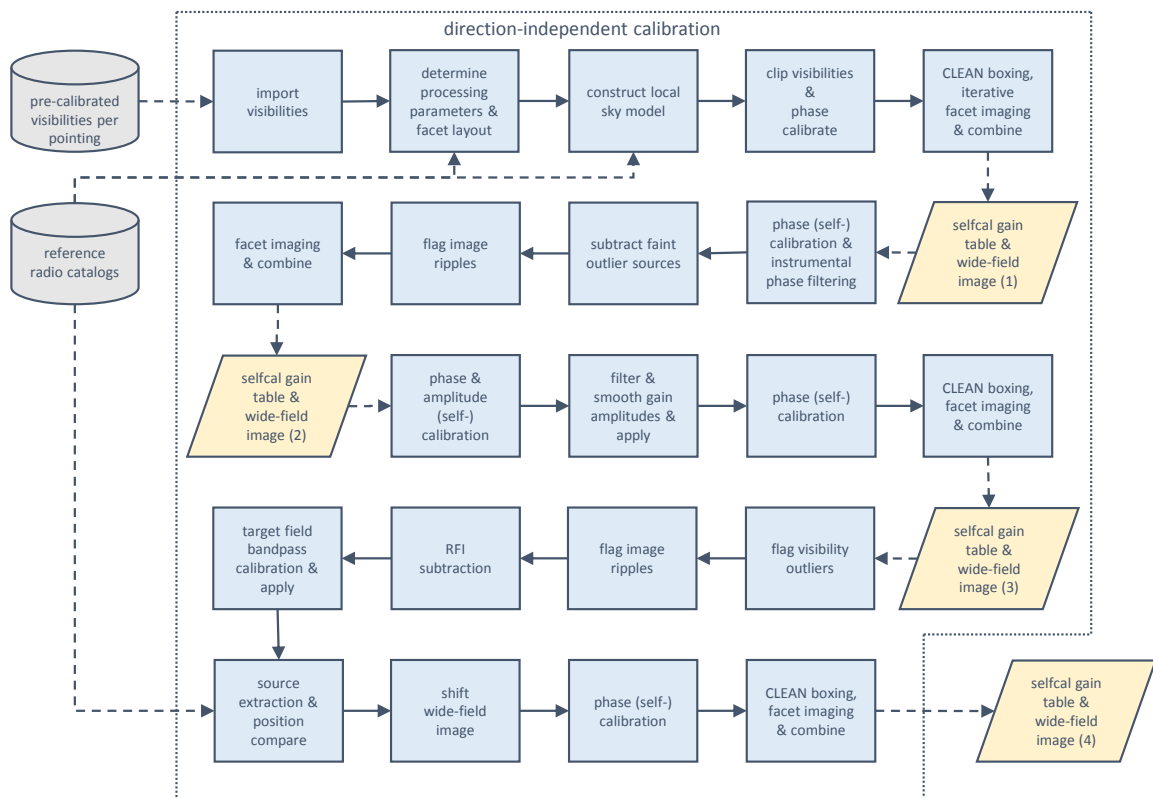 direction-independent calibration
pre-calibrated
visibilities per
pointing
import
visibilities
determine
processing
parameters &
facet layout
construct local
sky model
clip visibilities
&
phase
calibrate
CLEAN boxing,
iterative
facet imaging
& combine
reference
radio catalogs
facet imaging
& combine
flag image
ripples
subtract faint
outlier sources
phase (self-)
calibration &
instrumental
phase filtering
selfcal gain
table &
wide-field
image (1)
selfcal gain
table &
wide-field
image (2)
phase &
amplitude
(self-)
calibration
filter &
smooth gain
amplitudes &
apply
phase (self-)
calibration
CLEAN boxing,
facet imaging
& combine
target field
bandpass
calibration &
apply
RFI
subtraction
flag image
ripples
flag visibility
outliers
selfcal gain
table &
wide-field
image (3)
source
extraction &
position
compare
shift
wide-field
image
phase (self-)
calibration
CLEAN boxing,
facet imaging
& combine
selfcal gain
table &
wide-field
image (4)